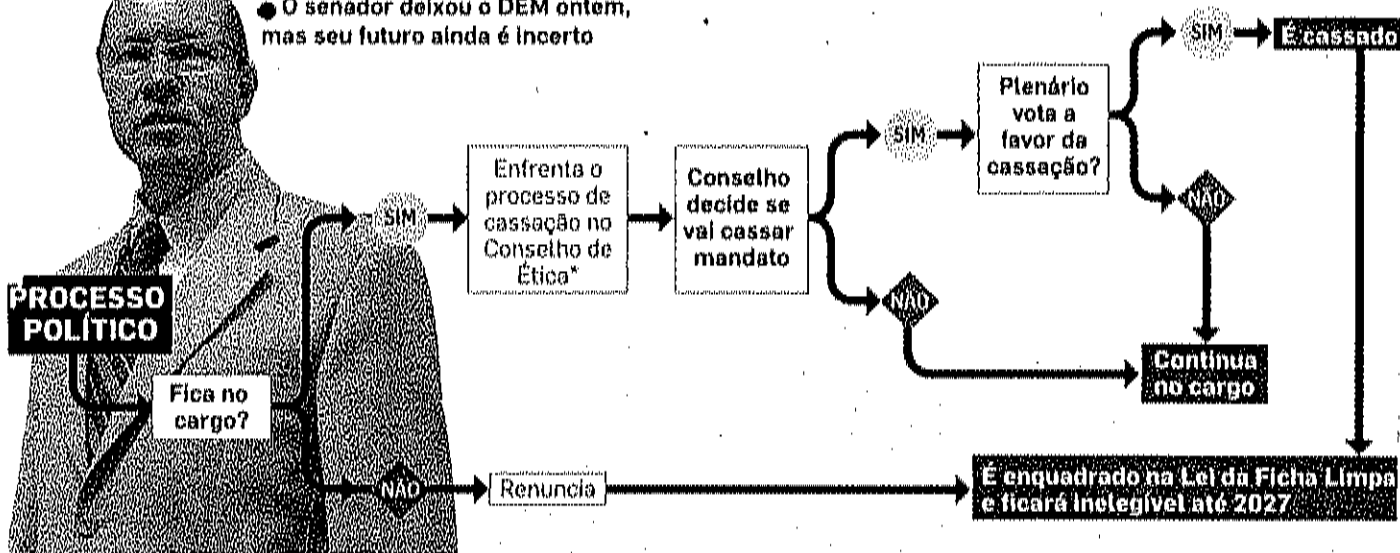 ● O senador deixou o DEM ontem,
mas seu futuro ainda é incerto
PROCESSO
POLÍTICO
Fica no
cargo?
SIM
Enfrenta o
processo de
cassação no
Conselho de
Ética*
Conselho
decide se
vai cassar
mandato
SIM
Plenário
vota a
favor da
cassação?
SIM
É cassado
NÃO
NÃO
Continua
no cargo
NÃO
Renuncia
É enquadrado na Lei da Ficha Limpa
e ficará inelegível até 2027